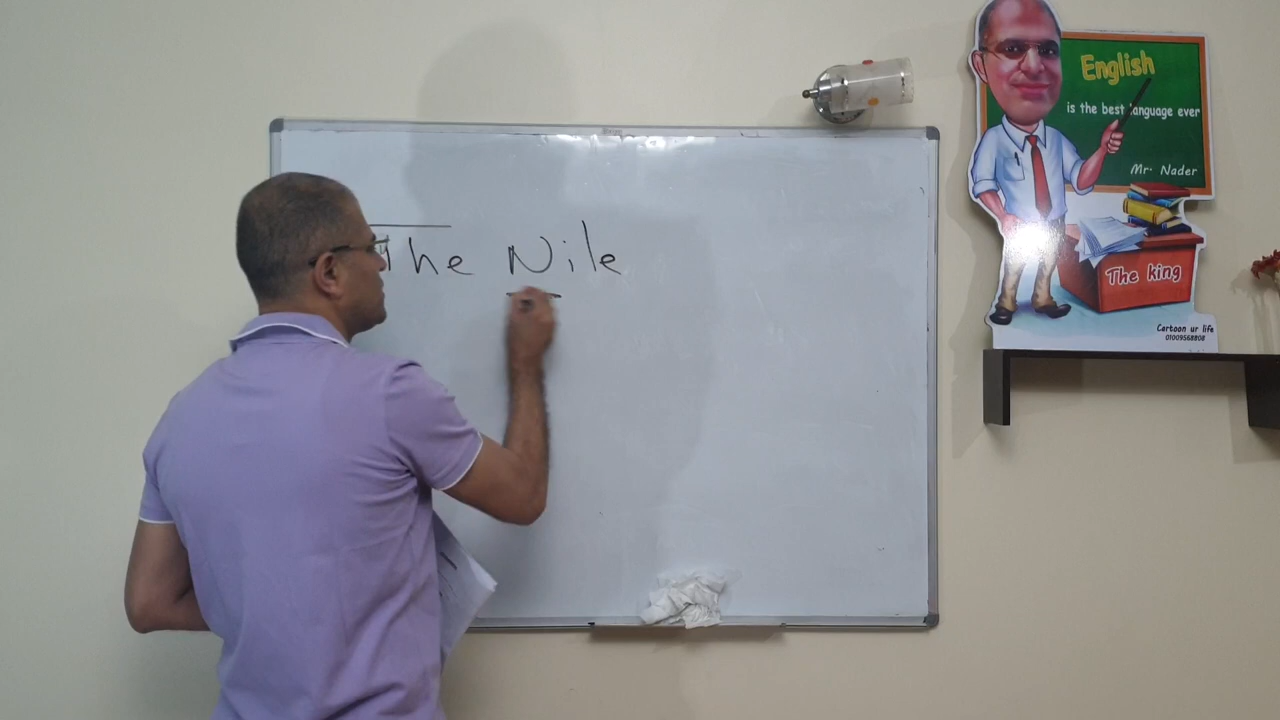 The Nile
English
is the best language ever
Mr. Nader
The king
Cartoon ur life
01009568808